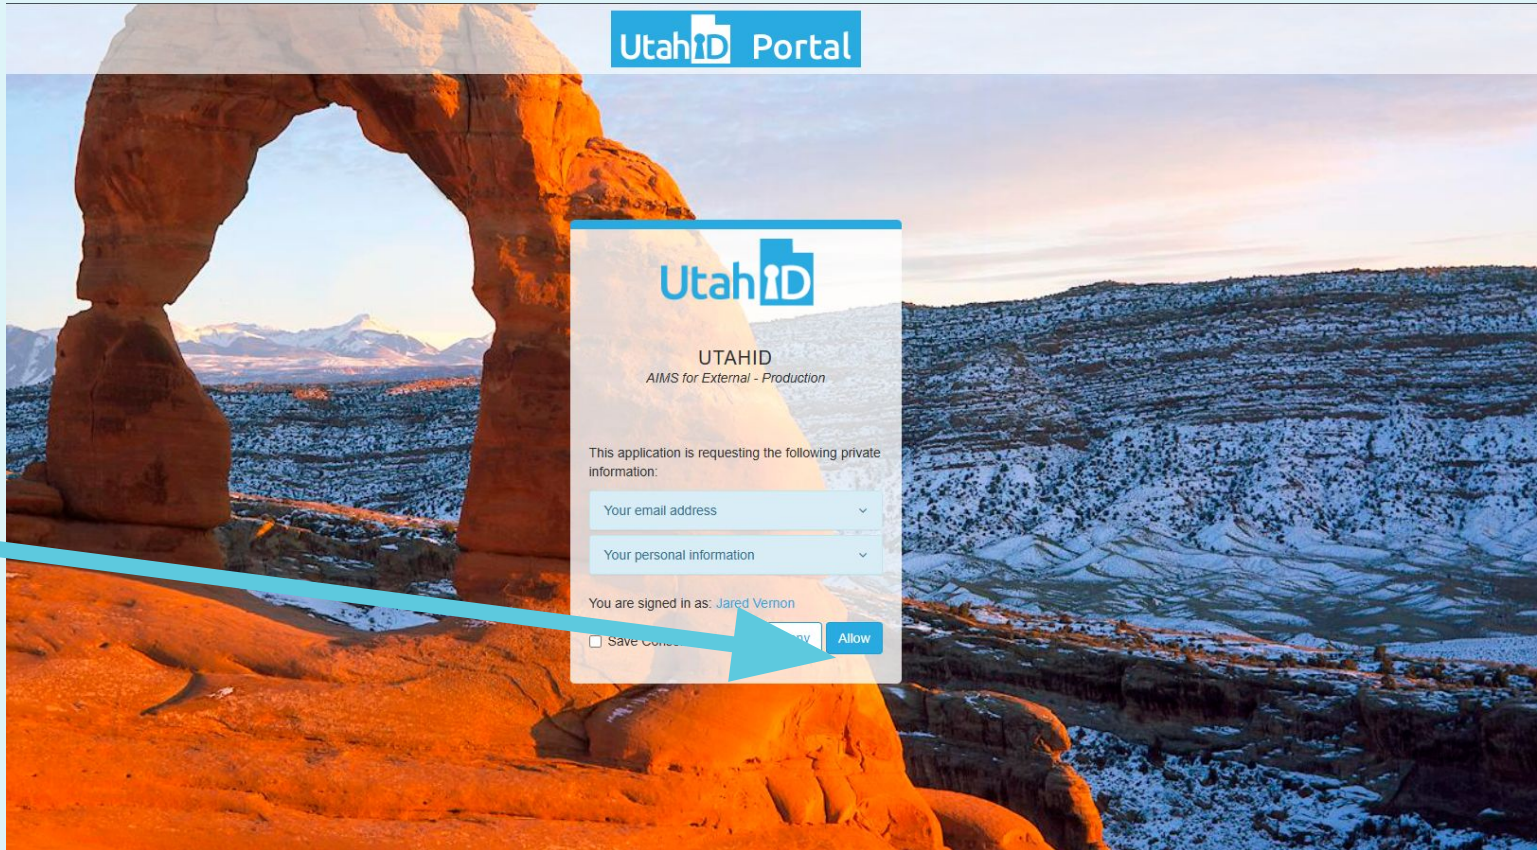 UtahID Portal
UtahID
UTAHID
AIMS for External - Production
This application is requesting the following private
information:
Your email address
Your personal information
You are signed in as: Jared Vernon
Save
Allow